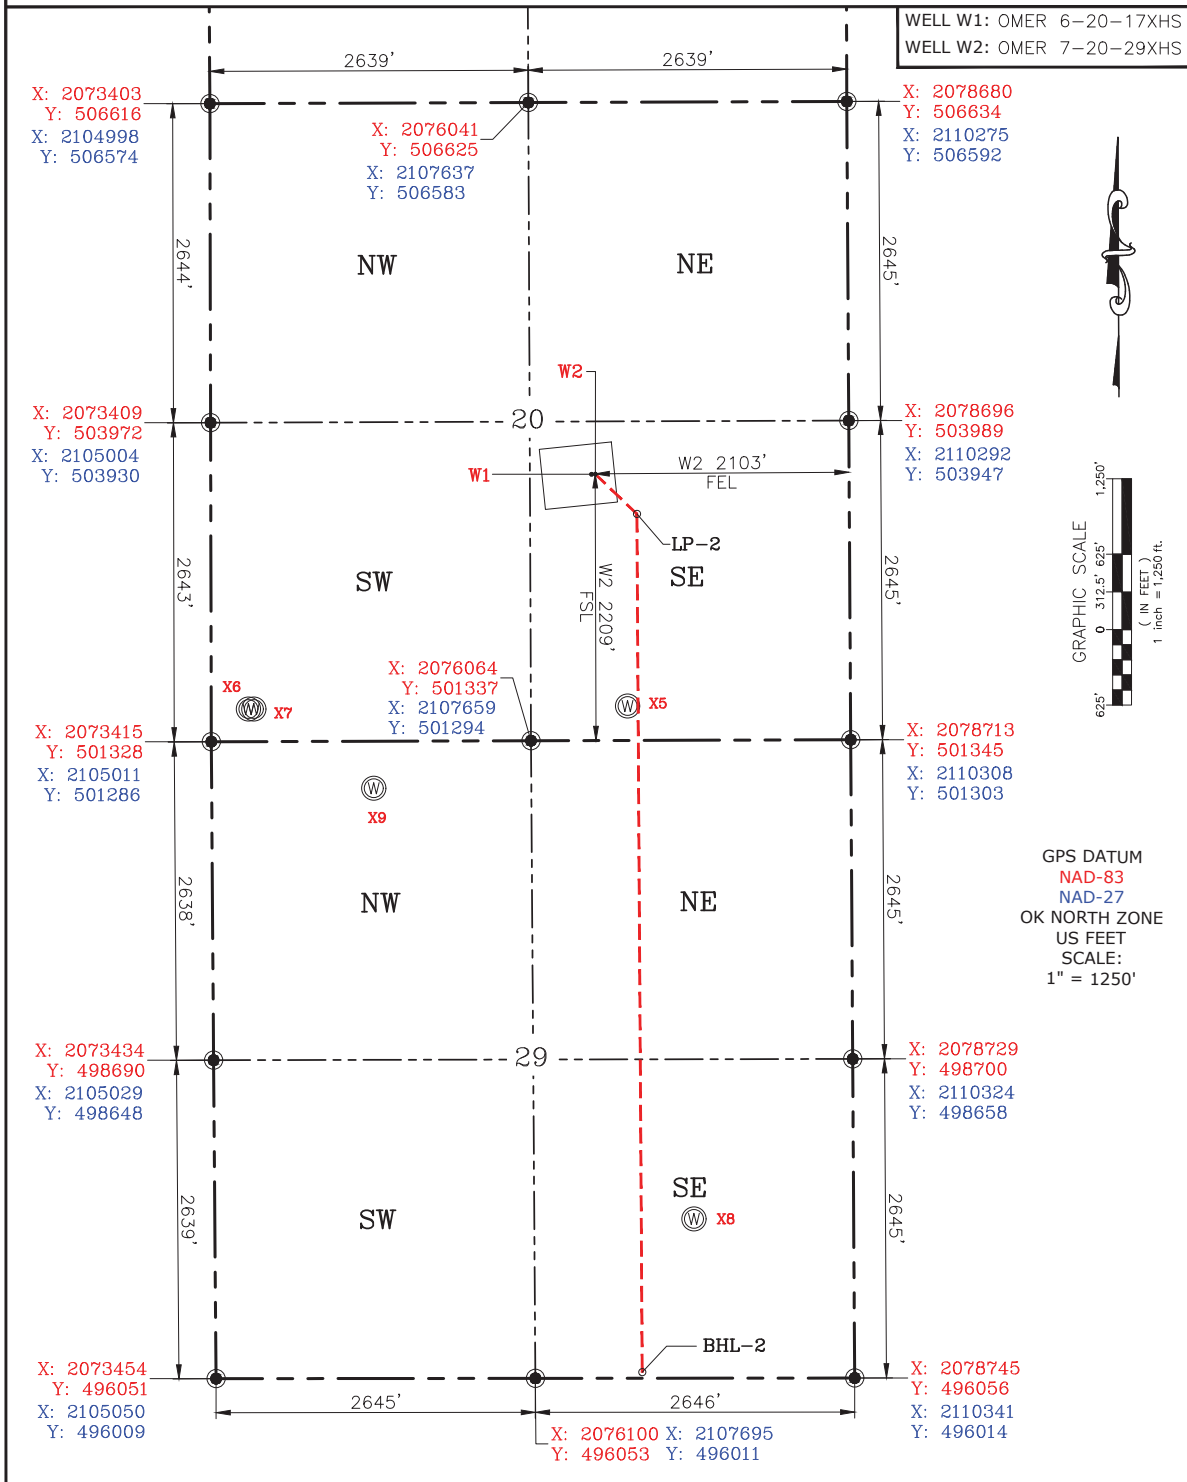 WELL W1: OMER 6-20-17XHS
WELL W2: OMER 7-20-29XHS
2639'
2639'
X: 2073403
Y: 506616
X: 2104998
Y: 506574
X: 2076041
Y: 506625
X: 2107637
Y: 506583
X: 2078680
Y: 506634
X: 2110275
Y: 506592
2644'
NW
NE
2645'
W2
X: 2073409
Y: 503972
X: 2105004
Y: 503930
20
X: 2078696
Y: 503989
X: 2110292
Y: 503947
W1
W2 2103'
FEL
LP-2
2643'
SW
W2 2209'
FSL
SE
2645'
GRAPHIC SCALE
625'
0
312.5'
625'
1,250'
( IN FEET )
1 inch = 1,250 ft.
X: 2076064
Y: 501337
X: 2107659
Y: 501294
X6
W
X7
W
X5
X: 2073415
Y: 501328
X: 2105011
Y: 501286
X: 2078713
Y: 501345
X: 2110308
Y: 501303
W
X9
2638'
NW
NE
2645'
GPS DATUM
NAD-83
NAD-27
OK NORTH ZONE
US FEET
SCALE:
1" = 1250'
X: 2073434
Y: 498690
X: 2105029
Y: 498648
29
X: 2078729
Y: 498700
X: 2110324
Y: 498658
2639'
SW
SE
W
X8
2645'
BHL-2
X: 2073454
Y: 496051
X: 2105050
Y: 496009
2645'
2646'
X: 2078745
Y: 496056
X: 2110341
Y: 496014
X: 2076100 X: 2107695
Y: 496053 Y: 496011